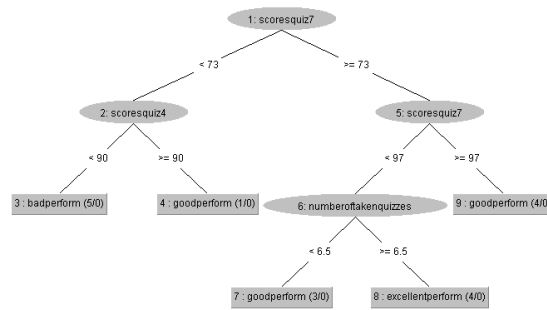 1: scoresquiz7
< 73
>= 73
2: scoresquiz4
5: scoresquiz7
< 90
>= 90
< 97
>= 97
3 : badperform (5/0)
4 : goodperform (1/0)
6: numberoftakenquizzes
9 : goodperform (4/0
< 6.5
>= 6.5
7 : goodperform (3/0)
8 : excellentperform (4/0)